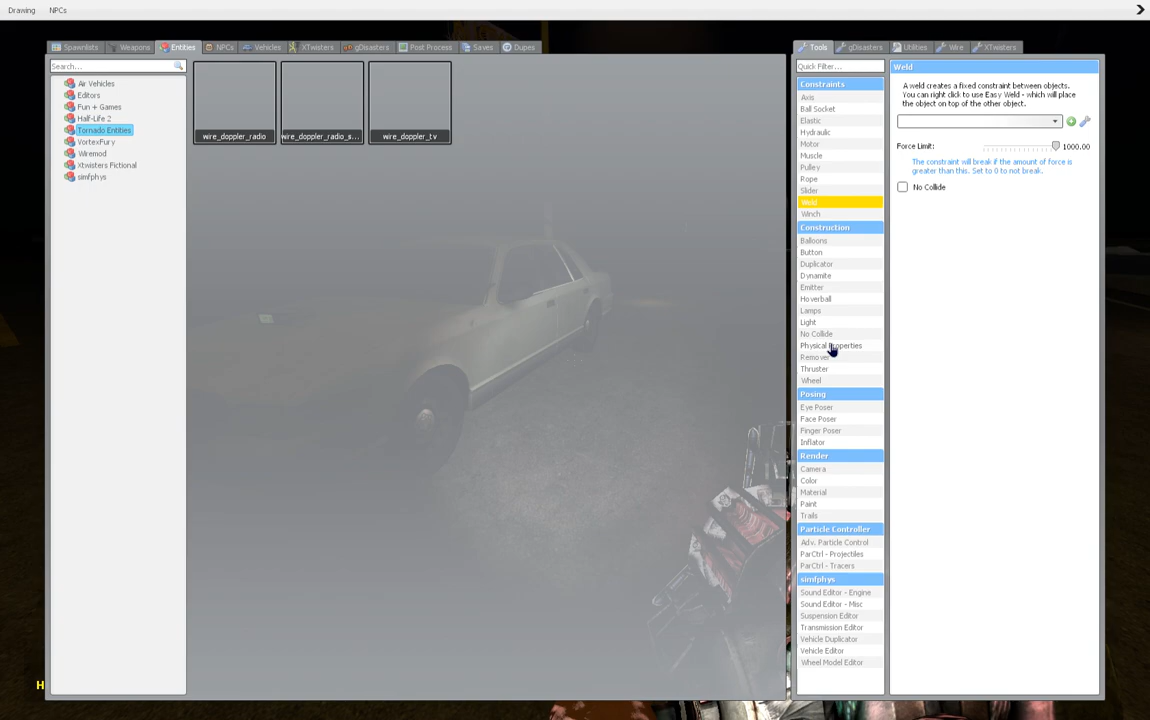 Drawing NPCs
Spawnlists Weapons Entities NPCs Vehicles XTwisters gDisasters Post Process Saves Dupes
Search...
Air Vehicles
Editors
Fun + Games
Half-Life 2
Tornado Entities
VortexFury
Wiremod
Xtwisters Fictional
simfphys
wire_doppler_radio wire_doppler_radio_s... wire_doppler_tv
Tools gDisasters Utilities Wire XTwisters
Quick Filter...
Constraints
Axis
Ball Socket
Elastic
Hydraulic
Motor
Muscle
Pulley
Rope
Slider
Weld
Winch
Construction
Balloons
Button
Duplicator
Dynamite
Emitter
Hoverball
Lamps
Light
No Collide
Physical Properties
Remover
Thruster
Wheel
Posing
Eye Poser
Face Poser
Finger Poser
Inflator
Render
Camera
Color
Material
Paint
Trails
Particle Controller
Adv. Particle Control
ParCtrl - Projectiles
ParCtrl - Tracers
simfphys
Sound Editor - Engine
Sound Editor - Misc
Suspension Editor
Transmission Editor
Vehicle Duplicator
Vehicle Editor
Wheel Model Editor
Weld
A weld creates a fixed constraint between objects.
You can right click to use Easy Weld - which will place
the object on top of the other object.
Force Limit: 1000.00
The constraint will break if the amount of force is
greater than this. Set to 0 to not break.
No Collide
H